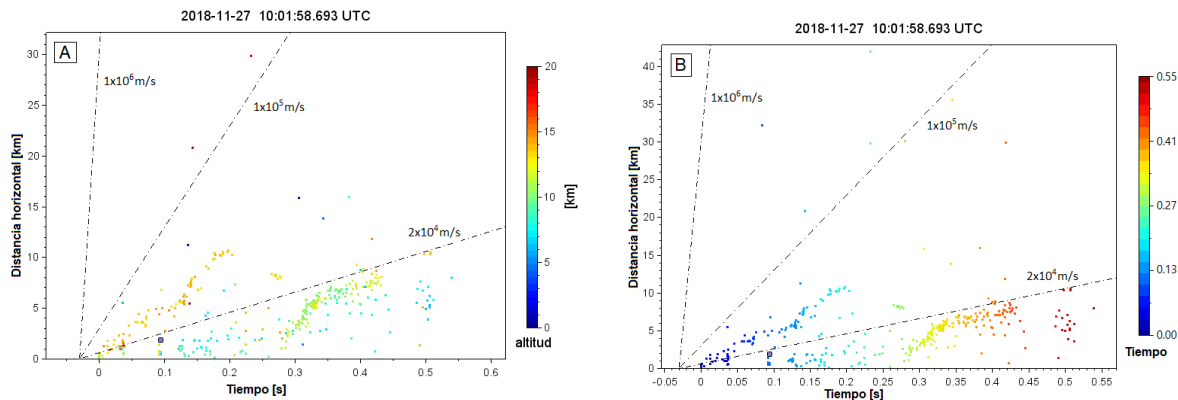 2018-11-27 10:01:58.693 UTC
A
Distancia horizontal [km]
30
25
20
15
10
5
0
1x10⁶m/s
1x10⁵m/s
2x10⁴m/s
0
0.1
0.2
0.3
0.4
0.5
0.6
Tiempo [s]
20
10
0
[km]
altitud
2018-11-27 10:01:58.693 UTC
B
Distancia horizontal [km]
40
35
30
25
20
15
10
5
0
1x10⁶m/s
1x10⁵m/s
2x10⁴m/s
-0.05
0
0.05
0.1
0.15
0.2
0.25
0.3
0.35
0.4
0.45
0.5
0.55
Tiempo [s]
0.55
0.41
0.27
0.13
0.00
Tiempo